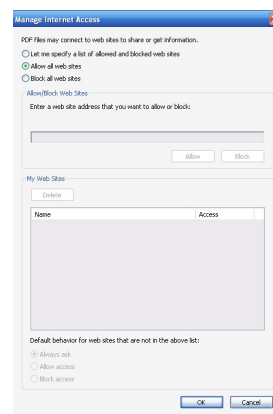 Manage Internet Access
PDF files may connect to web sites to share or get information.
Let me specify a list of allowed and blocked web sites
Allow all web sites
Block all web sites
Allow/Block Web Sites
Enter a web site address that you want to allow or block:
Allow Block
My Web Sites
Delete
Name Access
Default behavior for web sites that are not in the above list:
Always ask
Allow access
Block access
OK Cancel